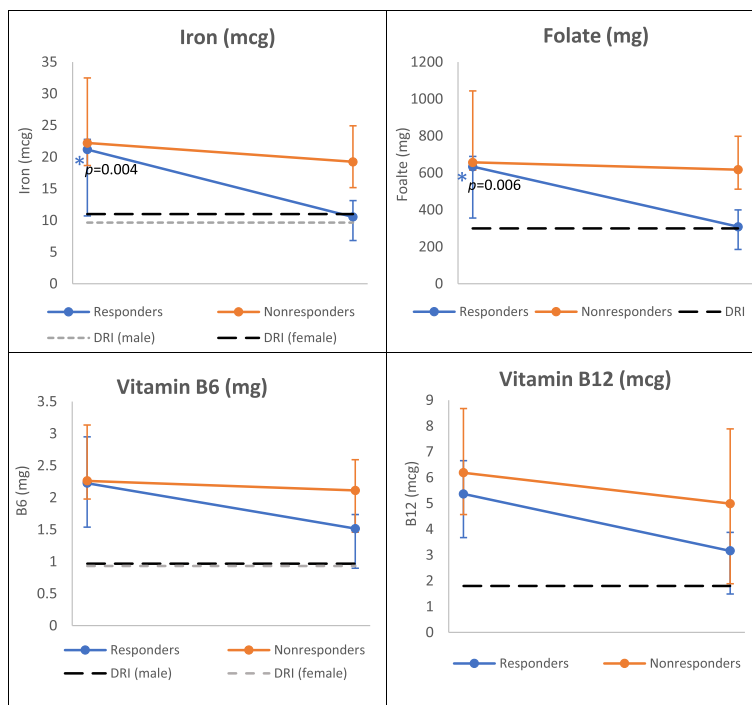 Iron (mcg)
35
30
25
20
15
10
5
0
Iron (mcg)
*
p=0.004
Responders
Nonresponders
DRI (male)
DRI (female)
Folate (mg)
1200
1000
800
600
400
200
0
Foalte (mg)
*
p=0.006
Responders
Nonresponders
DRI
Vitamin B6 (mg)
3.5
3
2.5
2
1.5
1
0.5
0
B6 (mg)
Responders
Nonresponders
DRI (male)
DRI (female)
Vitamin B12 (mcg)
9
8
7
6
5
4
3
2
1
0
B12 (mcg)
Responders
Nonresponders